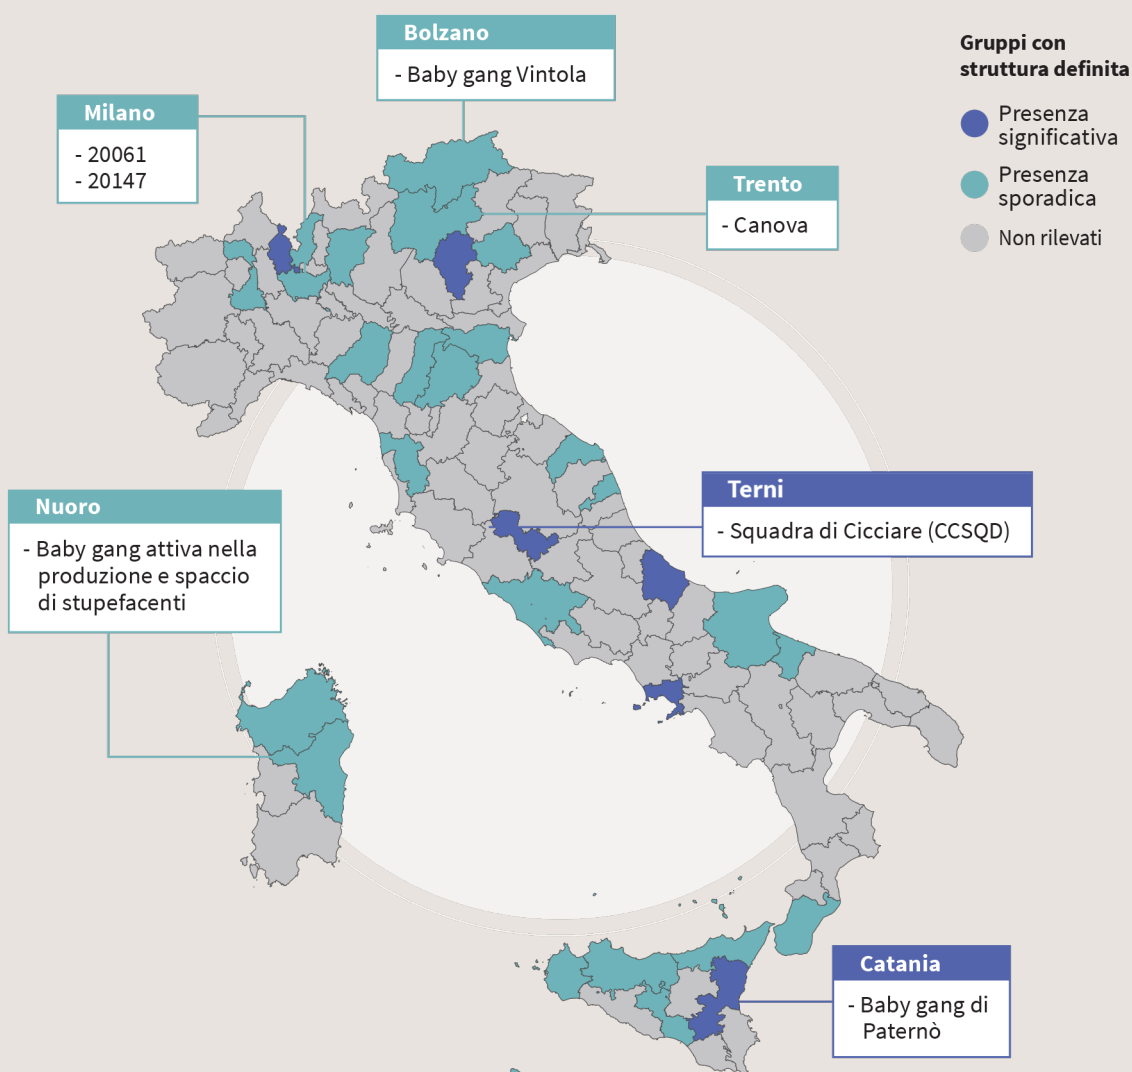 Bolzano
- Baby gang Vintola
Gruppi con
struttura definita
Presenza
significativa
Presenza
sporadica
Non rilevati
Milano
- 20061
- 20147
Trento
- Canova
Terni
- Squadra di Cicciare (CCSQD)
Nuoro
- Baby gang attiva nella
produzione e spaccio
di stupefacenti
Catania
- Baby gang di
Paternò